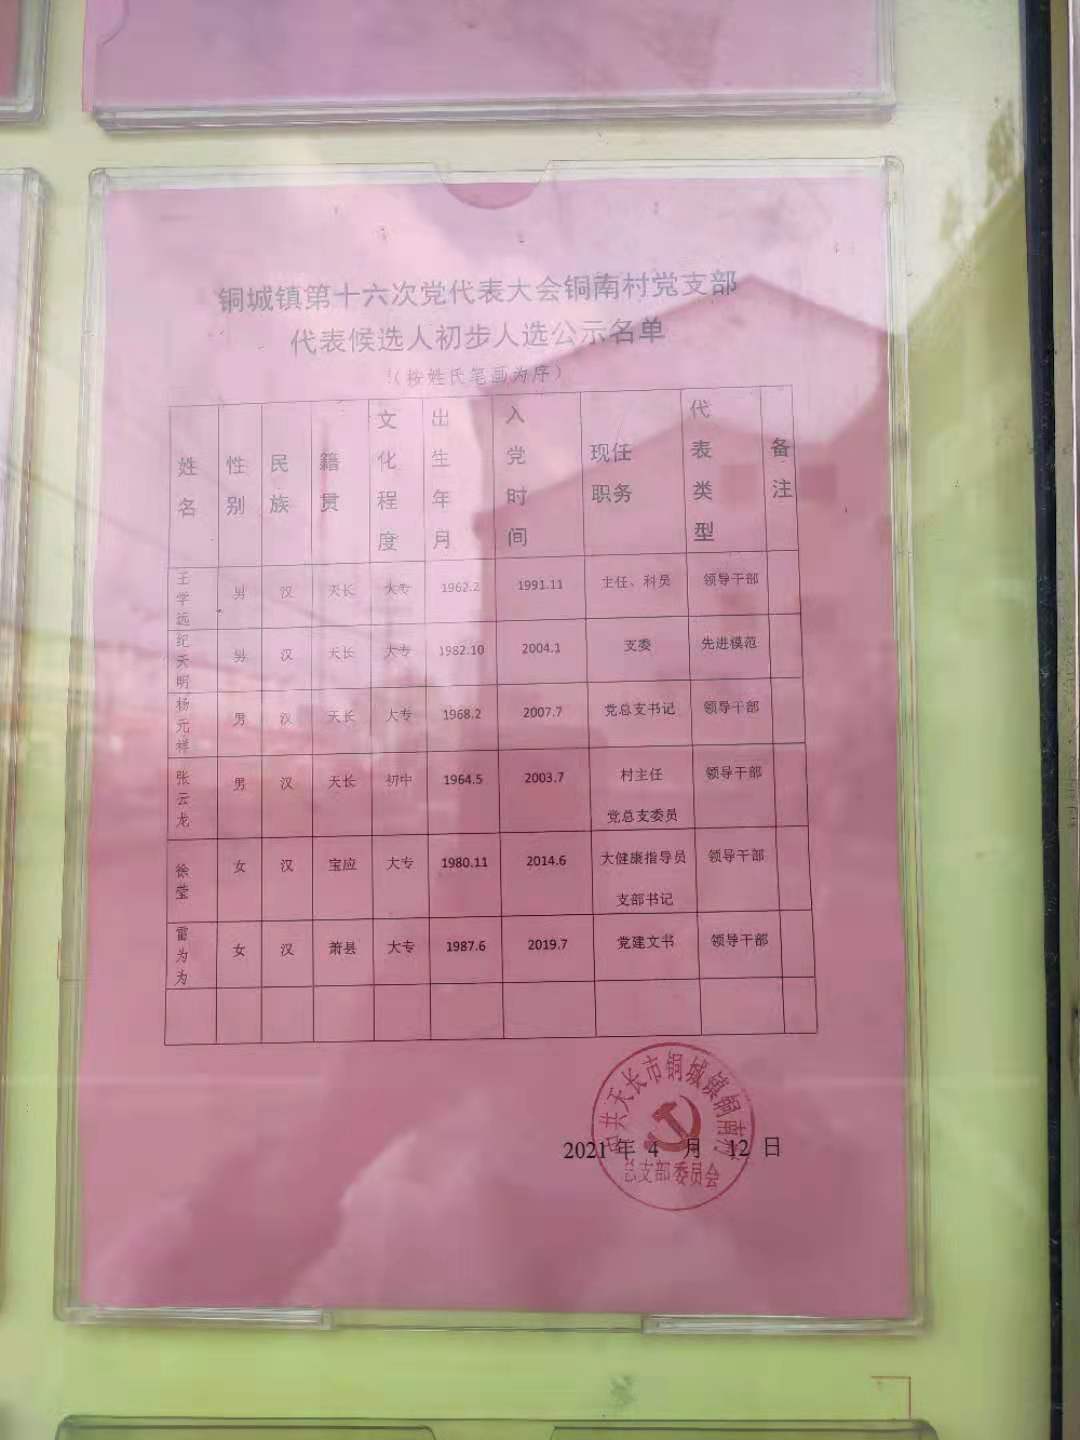 铜城镇第十六次党代表大会铜南村党支部
代表候选人初步人选公示名单
（按姓氏笔画为序）
姓名 性别 民族 籍贯 文化程度 出生年月 入党时间 现任职务 代表类型 备注
王学远 男 汉 天长 大专 1962.2 1991.11 主任、科员 领导干部
纪天明 男 汉 天长 大专 1982.10 2004.1 支委 先进模范
杨元祥 男 汉 天长 大专 1968.2 2007.7 党总支书记 领导干部
张云龙 男 汉 天长 初中 1964.5 2003.7 村主任 党总支委员 领导干部
徐莹 女 汉 宝应 大专 1980.11 2014.6 大健康指导员 支部书记 领导干部
雷为为 女 汉 萧县 大专 1987.6 2019.7 党建文书 领导干部
中共天长市铜城镇铜南村
总支部委员会
2021 年 4 月 12 日